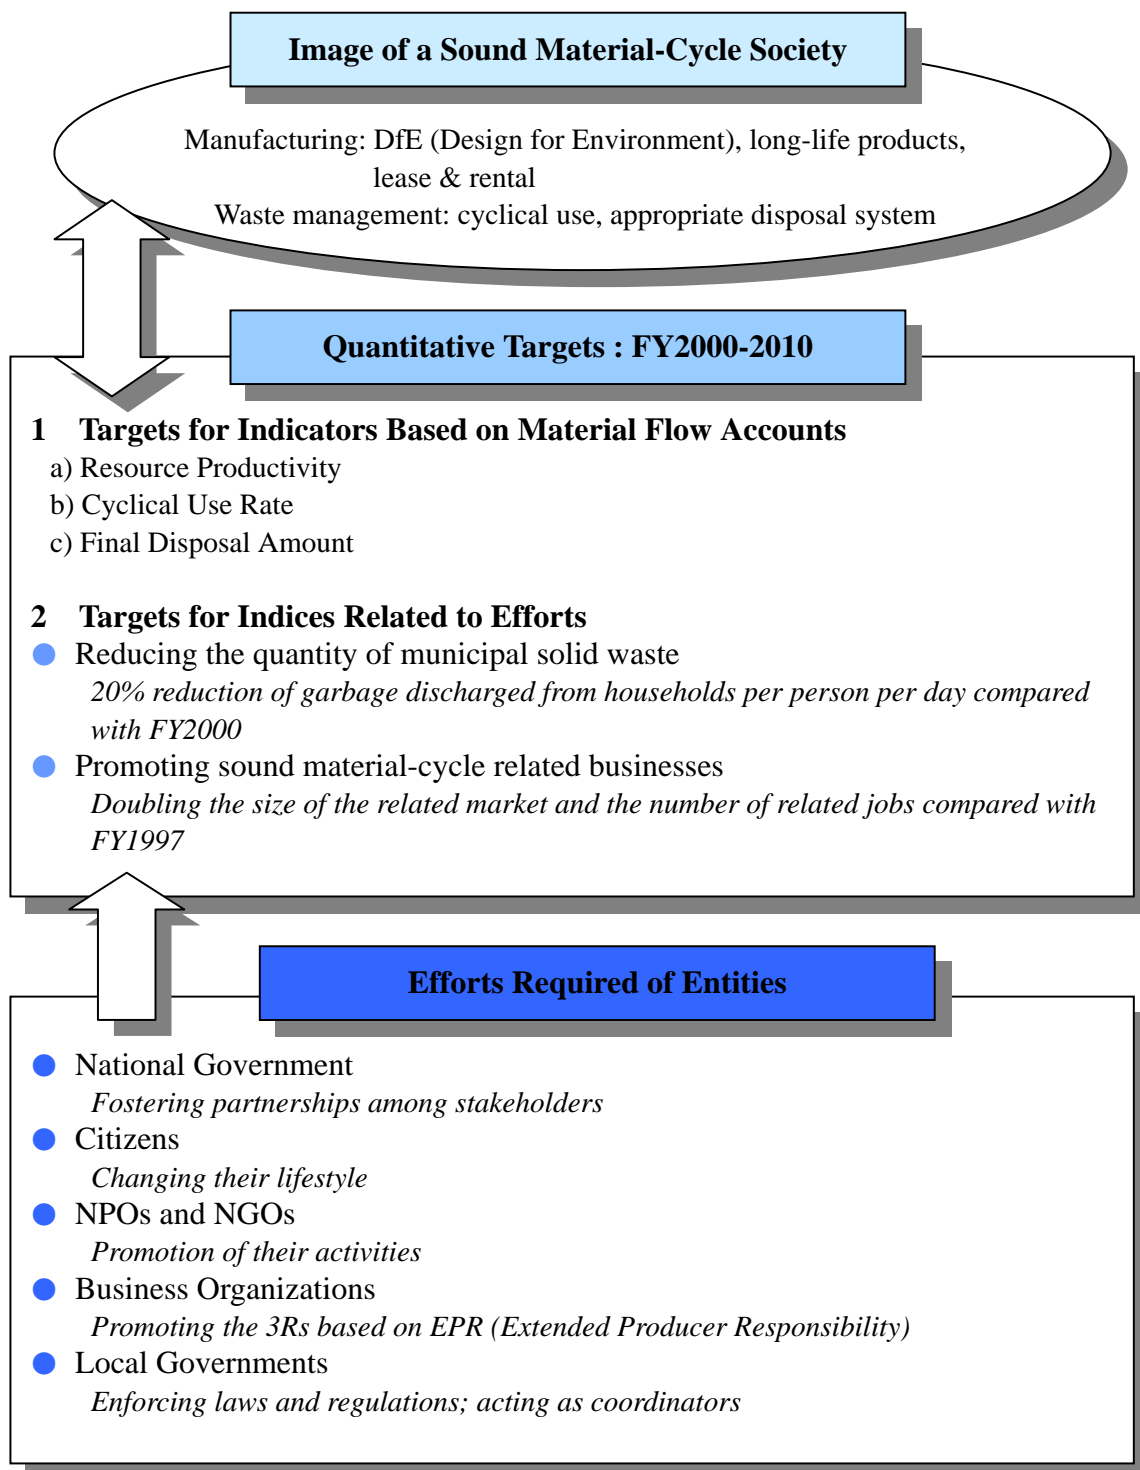 Image of a Sound Material-Cycle Society
Manufacturing: DfE (Design for Environment), long-life products,
lease & rental
Waste management: cyclical use, appropriate disposal system
Quantitative Targets : FY2000-2010
1 Targets for Indicators Based on Material Flow Accounts
a) Resource Productivity
b) Cyclical Use Rate
c) Final Disposal Amount
2 Targets for Indices Related to Efforts
● Reducing the quantity of municipal solid waste
20% reduction of garbage discharged from households per person per day compared
with FY2000
● Promoting sound material-cycle related businesses
Doubling the size of the related market and the number of related jobs compared with
FY1997
Efforts Required of Entities
● National Government
Fostering partnerships among stakeholders
● Citizens
Changing their lifestyle
● NPOs and NGOs
Promotion of their activities
● Business Organizations
Promoting the 3Rs based on EPR (Extended Producer Responsibility)
● Local Governments
Enforcing laws and regulations; acting as coordinators